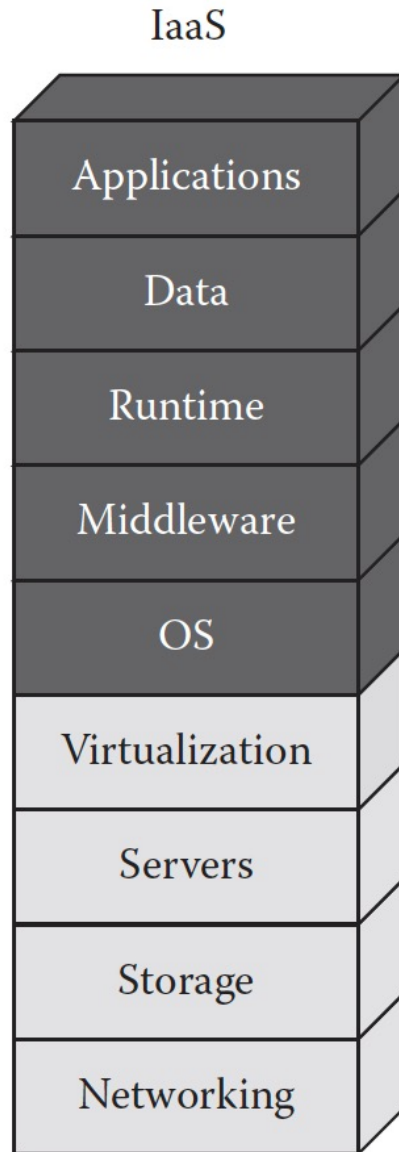 IaaS
Applications
Data
Runtime
Middleware
OS
Virtualization
Servers
Storage
Networking